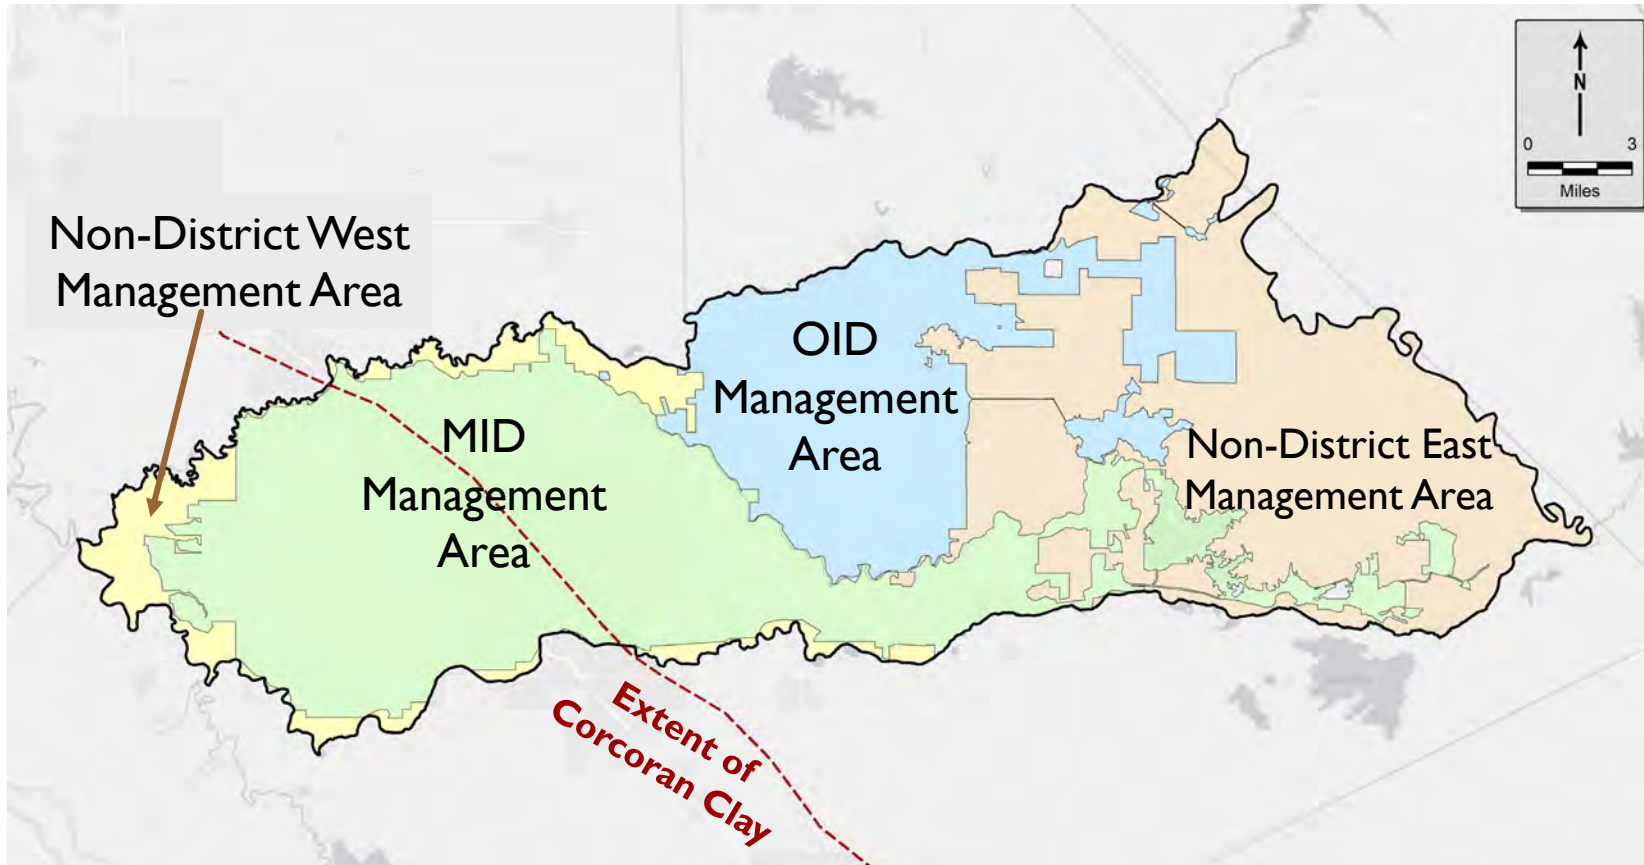 N
0 3
Miles
Non-District West
Management Area
OID
Management
Area
MID
Management
Area
Non-District East
Management Area
Extent of
Corcoran Clay